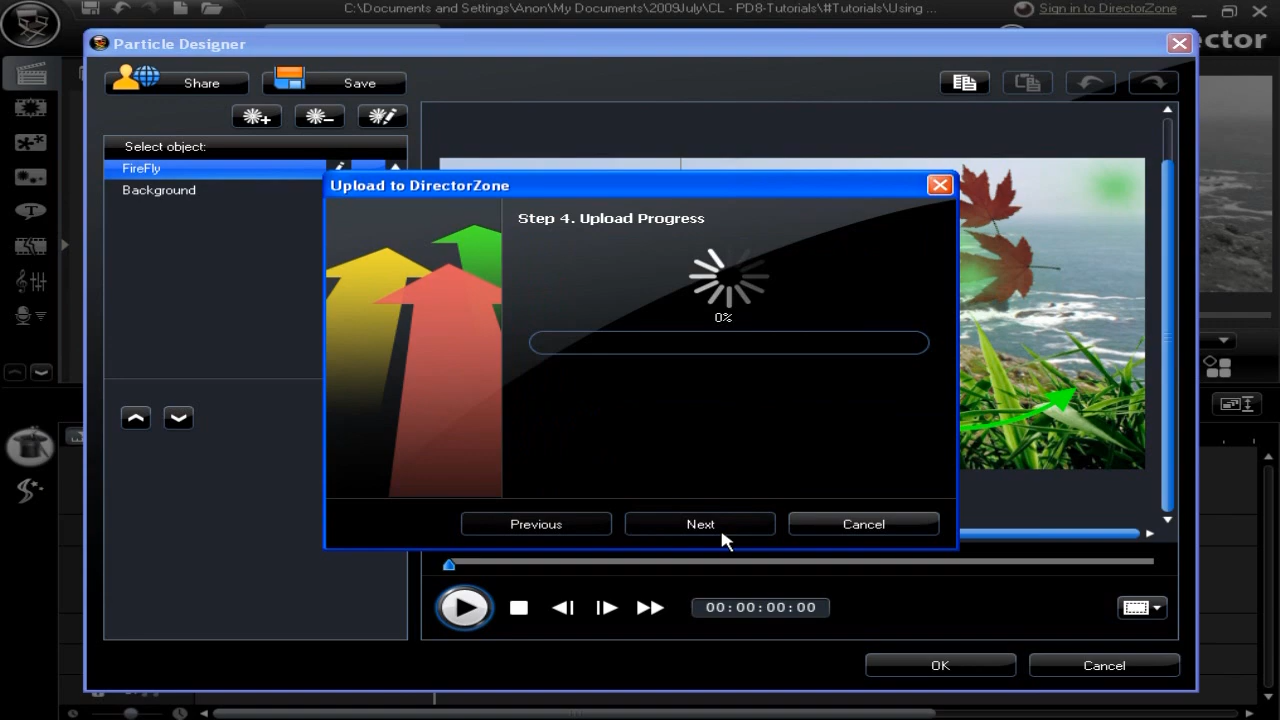 C:\Documents and Settings\Anon\My Documents\2009July\CL - PD8-Tutorials\#Tutorials\Using ...
Sign in to DirectorZone
ctor
Particle Designer
Share
Save
Select object:
FireFly
Background
Upload to DirectorZone
Step 4. Upload Progress
0%
Previous
Next
Cancel
00:00:00:00
OK
Cancel